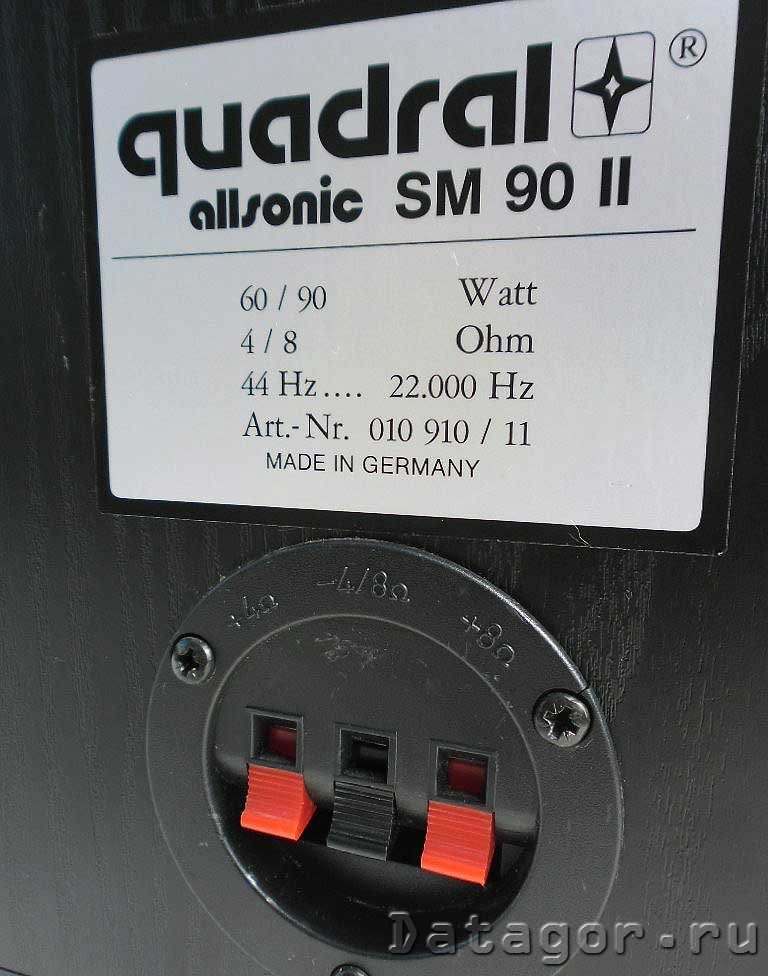 quadral ®
allsonic SM 90 II
60 / 90 Watt
4 / 8 Ohm
44 Hz.... 22.000 Hz
Art.-Nr. 010 910 / 11
MADE IN GERMANY
+4Ω -4/8Ω +8Ω
Datagor.ru